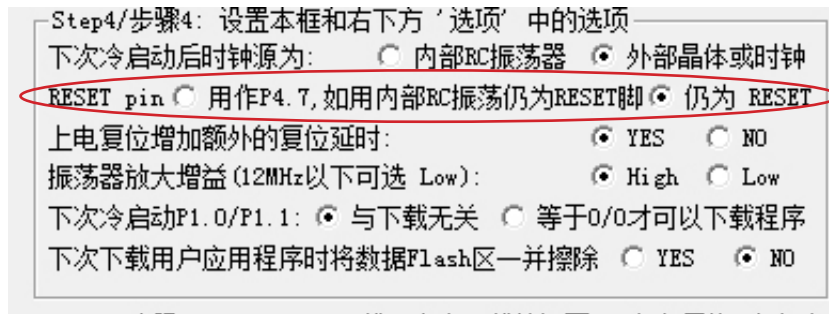 Step4/步骤4: 设置本框和右下方 '选项' 中的选项
下次冷启动后时钟源为: 内部RC振荡器 外部晶体或时钟
RESET pin 用作P4.7,如用内部RC振荡仍为RESET脚 仍为 RESET
上电复位增加额外的复位延时: YES NO
振荡器放大增益(12MHz以下可选 Low): High Low
下次冷启动P1.0/P1.1: 与下载无关 等于0/0才可以下载程序
下次下载用户应用程序时将数据Flash区一并擦除 YES NO